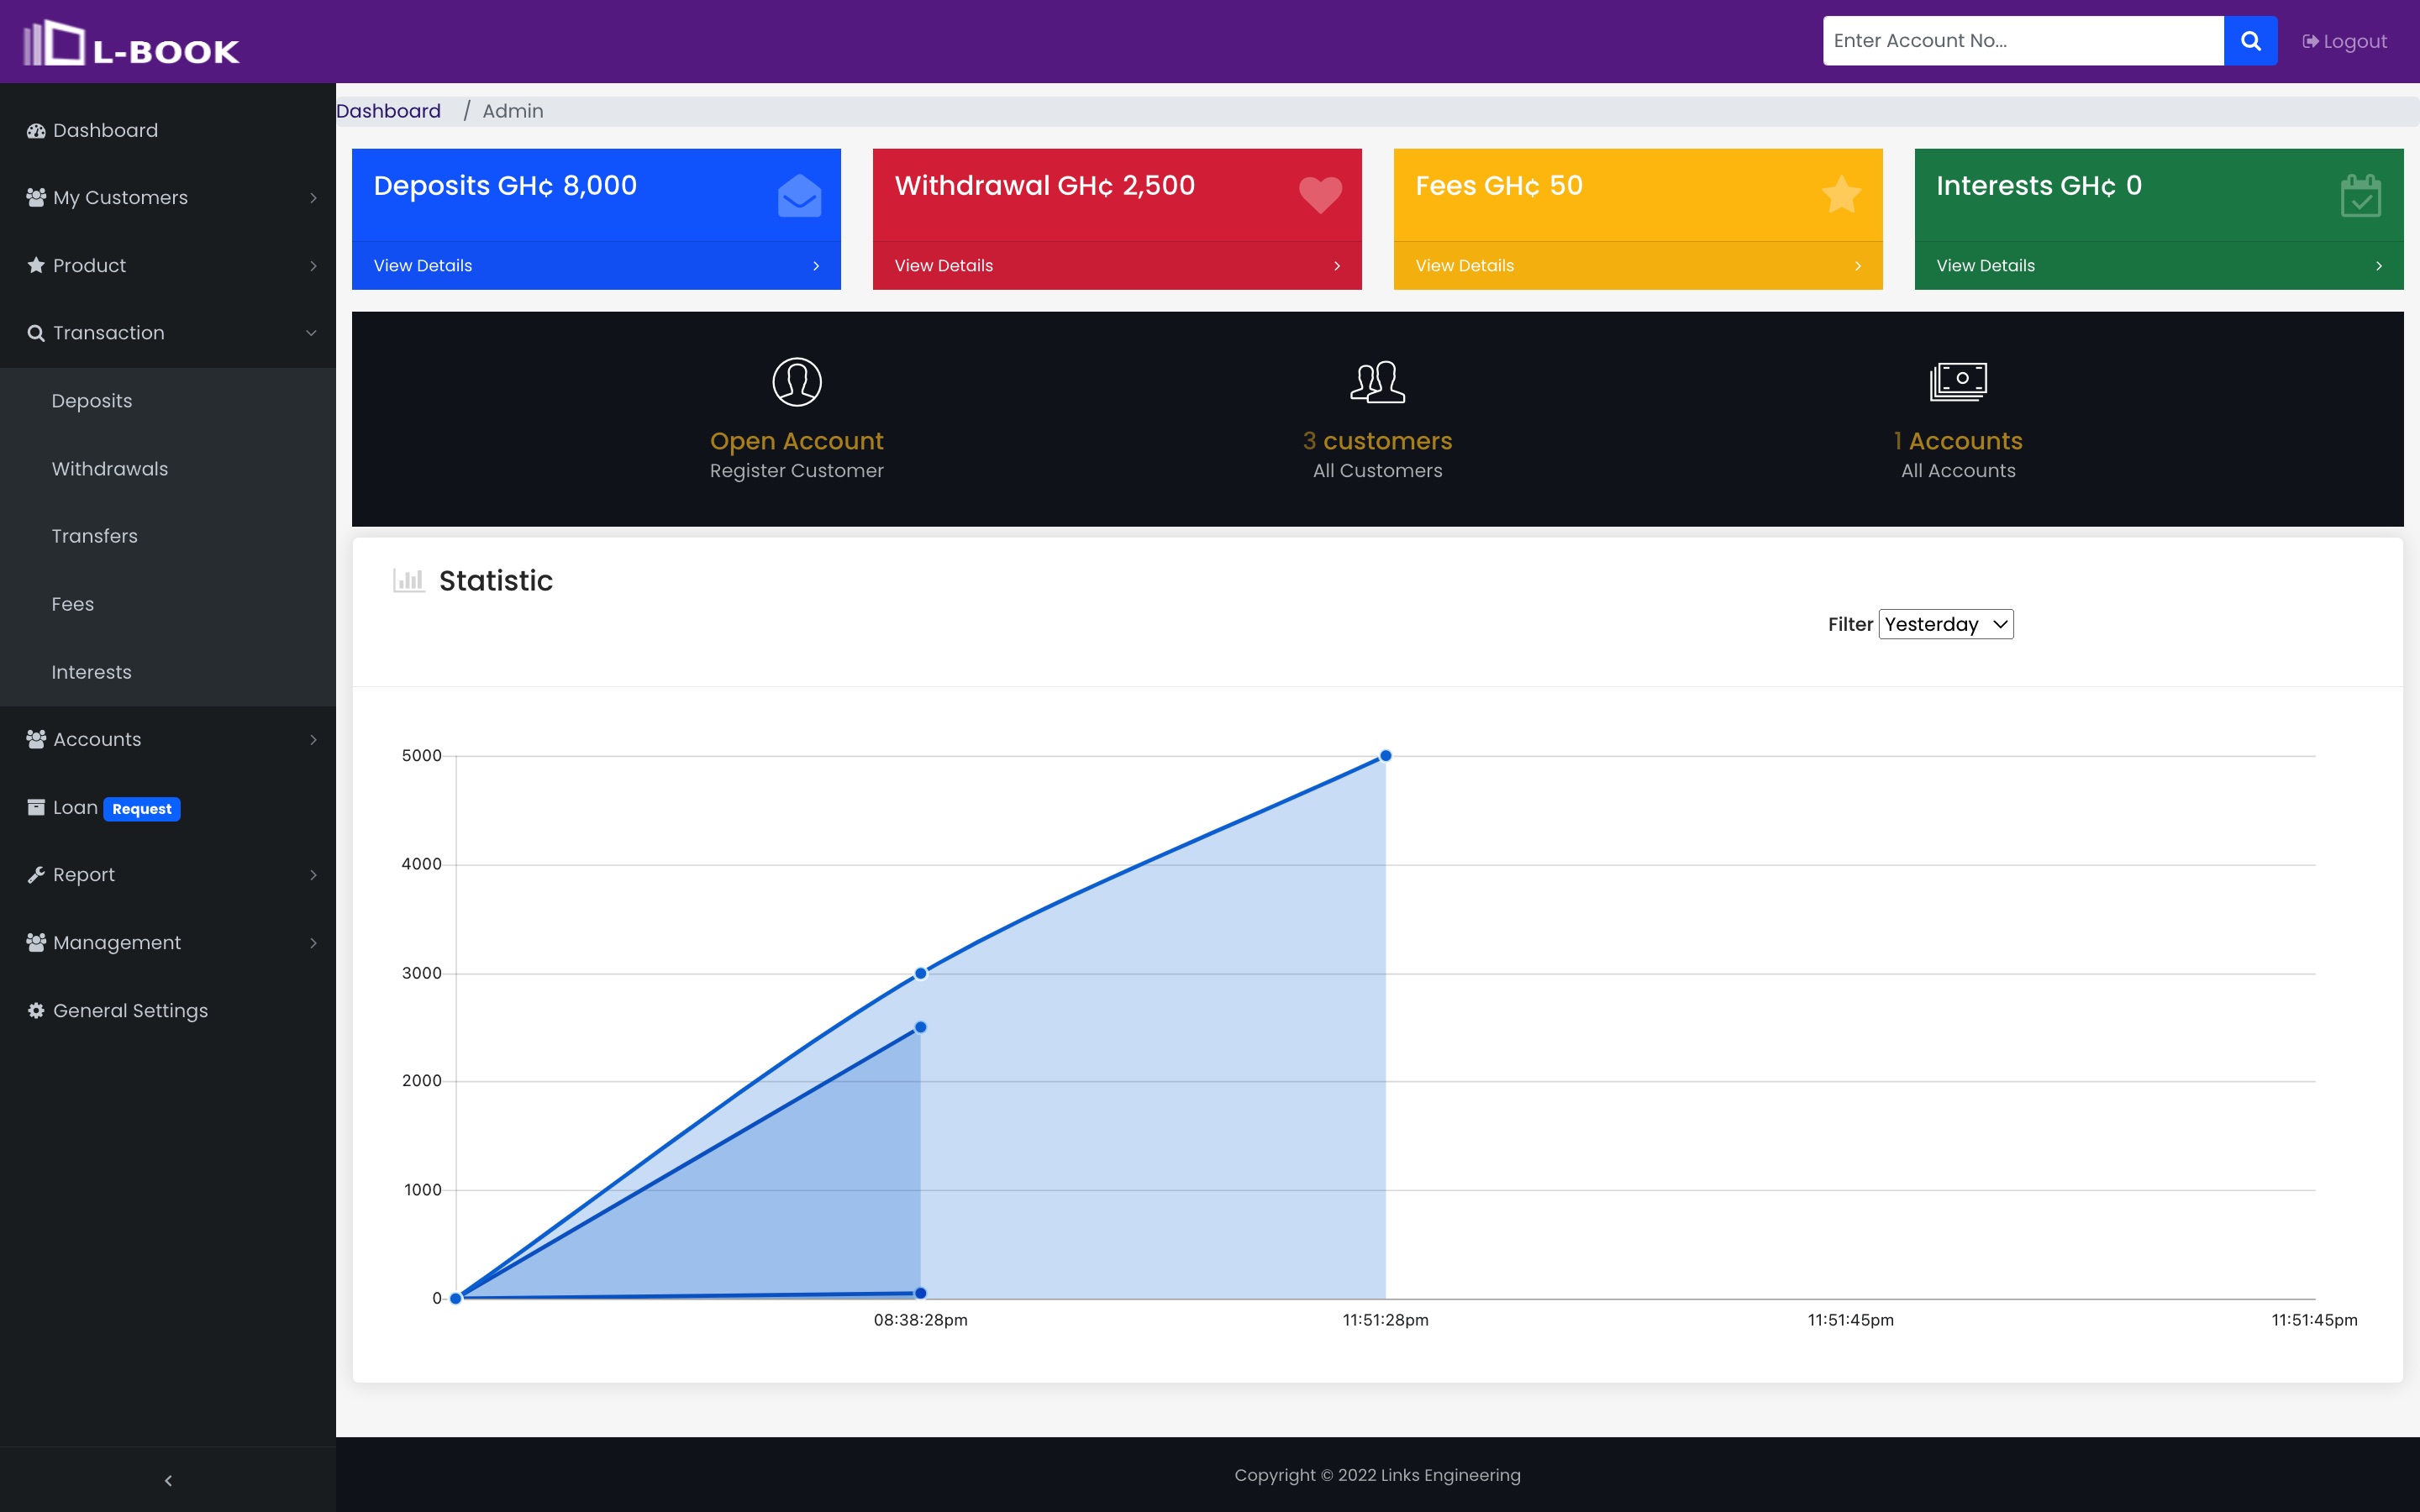 L-BOOK
Enter Account No...
Logout
Dashboard
My Customers
Product
Transaction
Deposits
Withdrawals
Transfers
Fees
Interests
Accounts
Loan Request
Report
Management
General Settings
Dashboard / Admin
Deposits GH¢ 8,000
View Details
Withdrawal GH¢ 2,500
View Details
Fees GH¢ 50
View Details
Interests GH¢ 0
View Details
Open Account
Register Customer
3 customers
All Customers
1 Accounts
All Accounts
Statistic
Filter Yesterday
5000
4000
3000
2000
1000
0
08:38:28pm 11:51:28pm 11:51:45pm 11:51:45pm
Copyright © 2022 Links Engineering